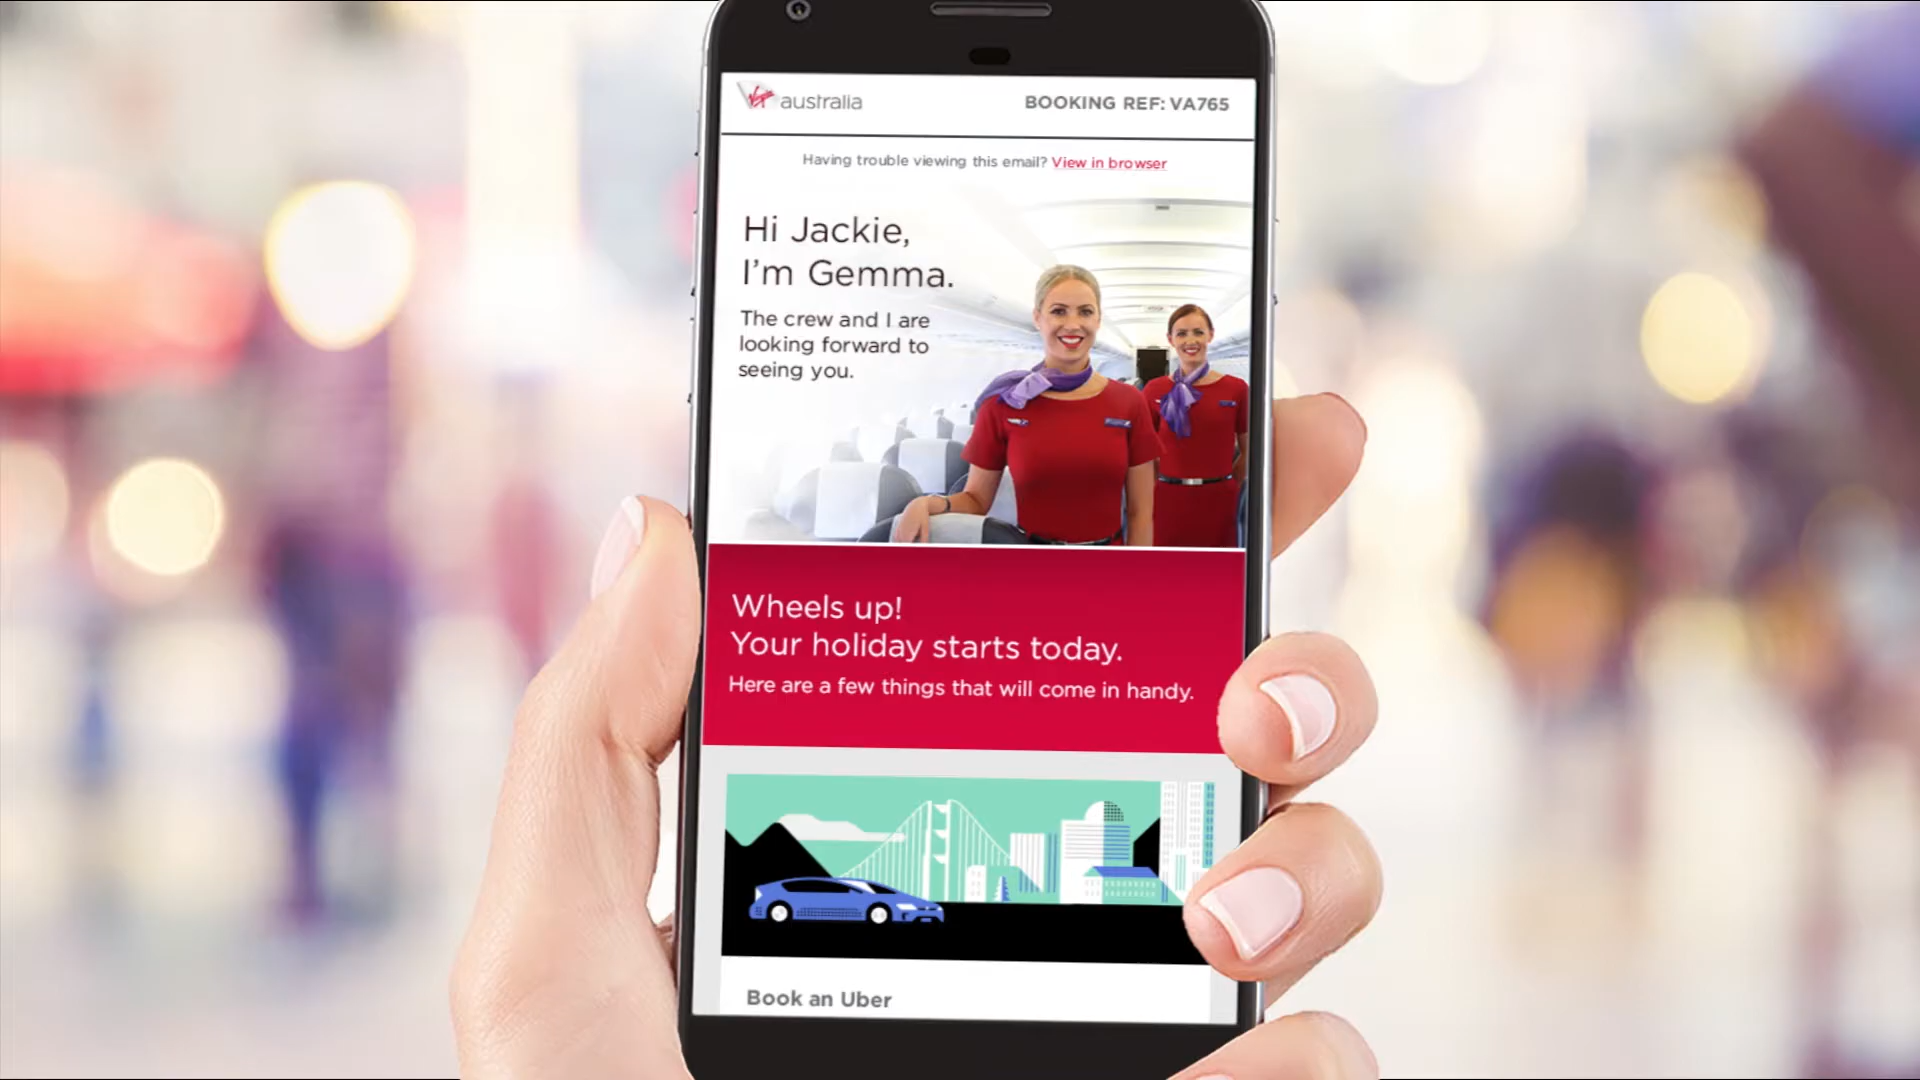 Virgin australia
BOOKING REF: VA765
Having trouble viewing this email? View in browser
Hi Jackie,
I'm Gemma.
The crew and I are
looking forward to
seeing you.
Wheels up!
Your holiday starts today.
Here are a few things that will come in handy.
Book an Uber